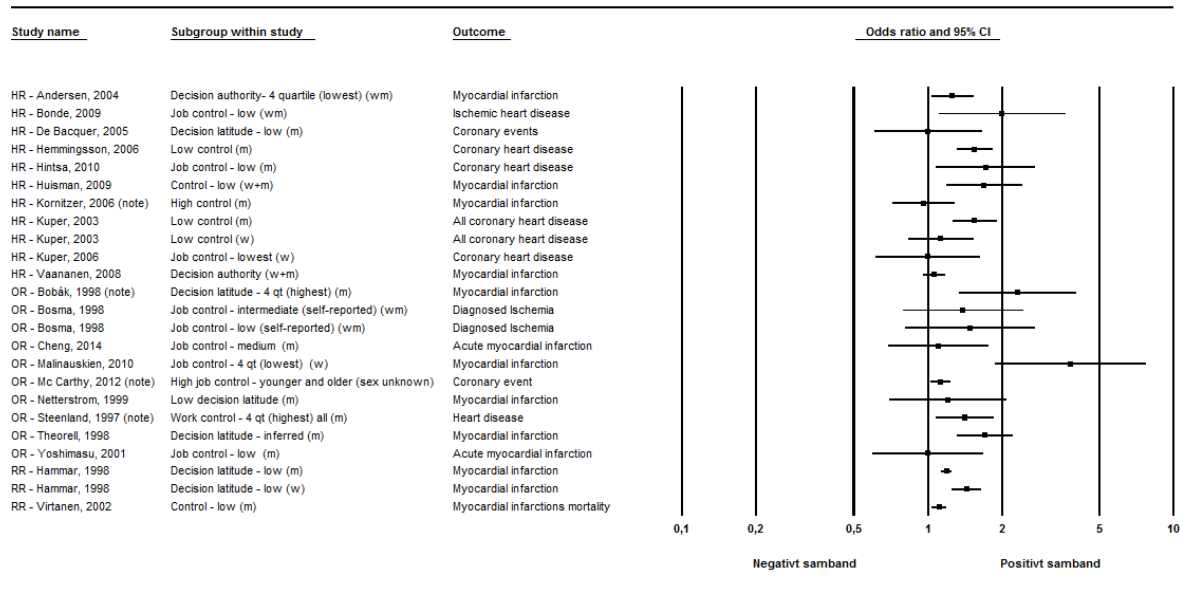 Study name Subgroup within study Outcome Odds ratio and 95% CI
HR - Andersen, 2004 Decision authority- 4 quartile (lowest) (wm) Myocardial infarction
HR - Bonde, 2009 Job control - low (wm) Ischemic heart disease
HR - De Bacquer, 2005 Decision latitude - low (m) Coronary events
HR - Hemmingsson, 2006 Low control (m) Coronary heart disease
HR - Hintsa, 2010 Job control - low (m) Coronary heart disease
HR - Huisman, 2009 Control - low (w+m) Myocardial infarction
HR - Kornitzer, 2006 (note) High control (m) Myocardial infarction
HR - Kuper, 2003 Low control (m) All coronary heart disease
HR - Kuper, 2003 Low control (w) All coronary heart disease
HR - Kuper, 2006 Job control - lowest (w) Coronary heart disease
HR - Vaananen, 2008 Decision authority (w+m) Myocardial infarction
OR - Bobák, 1998 (note) Decision latitude - 4 qt (highest) (m) Myocardial infarction
OR - Bosma, 1998 Job control - intermediate (self-reported) (wm) Diagnosed Ischemia
OR - Bosma, 1998 Job control - low (self-reported) (wm) Diagnosed Ischemia
OR - Cheng, 2014 Job control - medium (m) Acute myocardial infarction
OR - Malinauskien, 2010 Job control - 4 qt (lowest) (w) Myocardial infarction
OR - Mc Carthy, 2012 (note) High job control - younger and older (sex unknown) Coronary event
OR - Netterstrom, 1999 Low decision latitude (m) Myocardial infarction
OR - Steenland, 1997 (note) Work control - 4 qt (highest) all (m) Heart disease
OR - Theorell, 1998 Decision latitude - inferred (m) Myocardial infarction
OR - Yoshimasu, 2001 Job control - low (m) Acute myocardial infarction
RR - Hammar, 1998 Decision latitude - low (m) Myocardial infarction
RR - Hammar, 1998 Decision latitude - low (w) Myocardial infarction
RR - Virtanen, 2002 Control - low (m) Myocardial infarctions mortality
0,1 0,2 0,5 1 2 5 10
Negativt samband Positivt samband